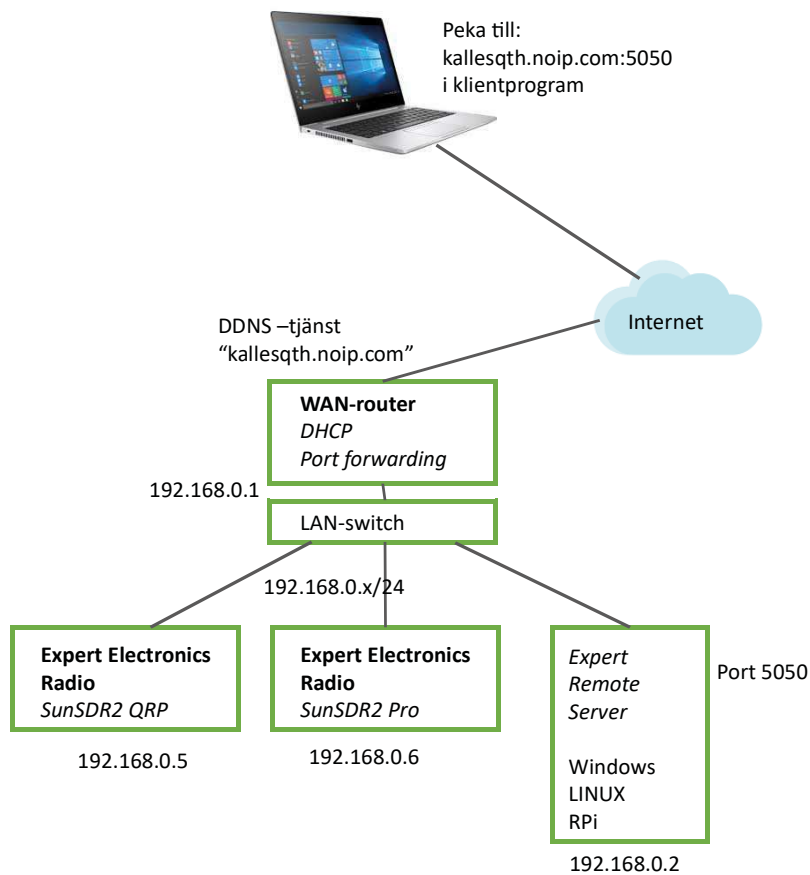 Peka till:
kallesqth.noip.com:5050
i klientprogram
Internet
DDNS –tjänst
“kallesqth.noip.com”
WAN-router
DHCP
Port forwarding
192.168.0.1
LAN-switch
192.168.0.x/24
Expert Electronics
Radio
SunSDR2 QRP
192.168.0.5
Expert Electronics
Radio
SunSDR2 Pro
192.168.0.6
Expert
Remote
Server
Windows
LINUX
RPi
Port 5050
192.168.0.2